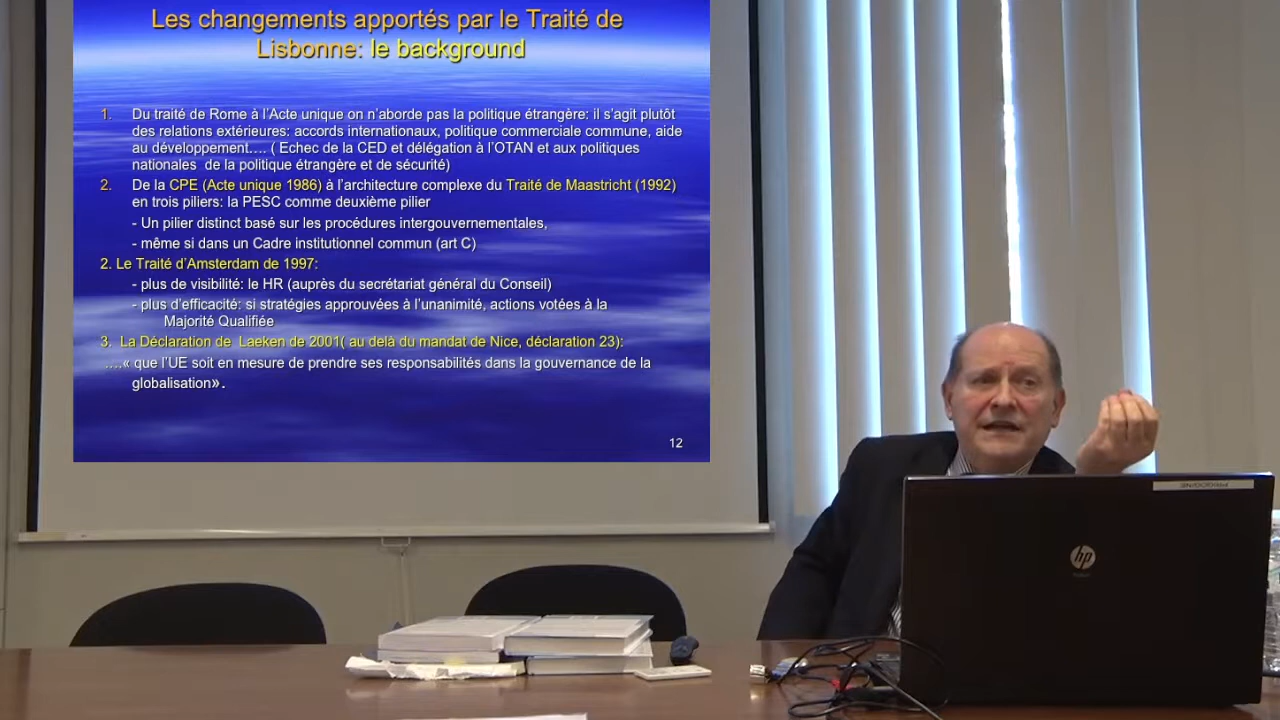 Les changements apportés par le Traité de
Lisbonne: le background
1. Du traité de Rome à l'Acte unique on n'aborde pas la politique étrangère: il s'agit plutôt
des relations extérieures: accords internationaux, politique commerciale commune, aide
au développement.... ( Echec de la CED et délégation à l'OTAN et aux politiques
nationales de la politique étrangère et de sécurité)
2. De la CPE (Acte unique 1986) à l'architecture complexe du Traité de Maastricht (1992)
en trois piliers: la PESC comme deuxième pilier
- Un pilier distinct basé sur les procédures intergouvernementales,
- même si dans un Cadre institutionnel commun (art C)
2. Le Traité d'Amsterdam de 1997:
- plus de visibilité: le HR (auprès du secrétariat général du Conseil)
- plus d'efficacité: si stratégies approuvées à l'unanimité, actions votées à la
Majorité Qualifiée
3. La Déclaration de Laeken de 2001( au delà du mandat de Nice, déclaration 23):
....« que l'UE soit en mesure de prendre ses responsabilités dans la gouvernance de la
globalisation».
12
hp